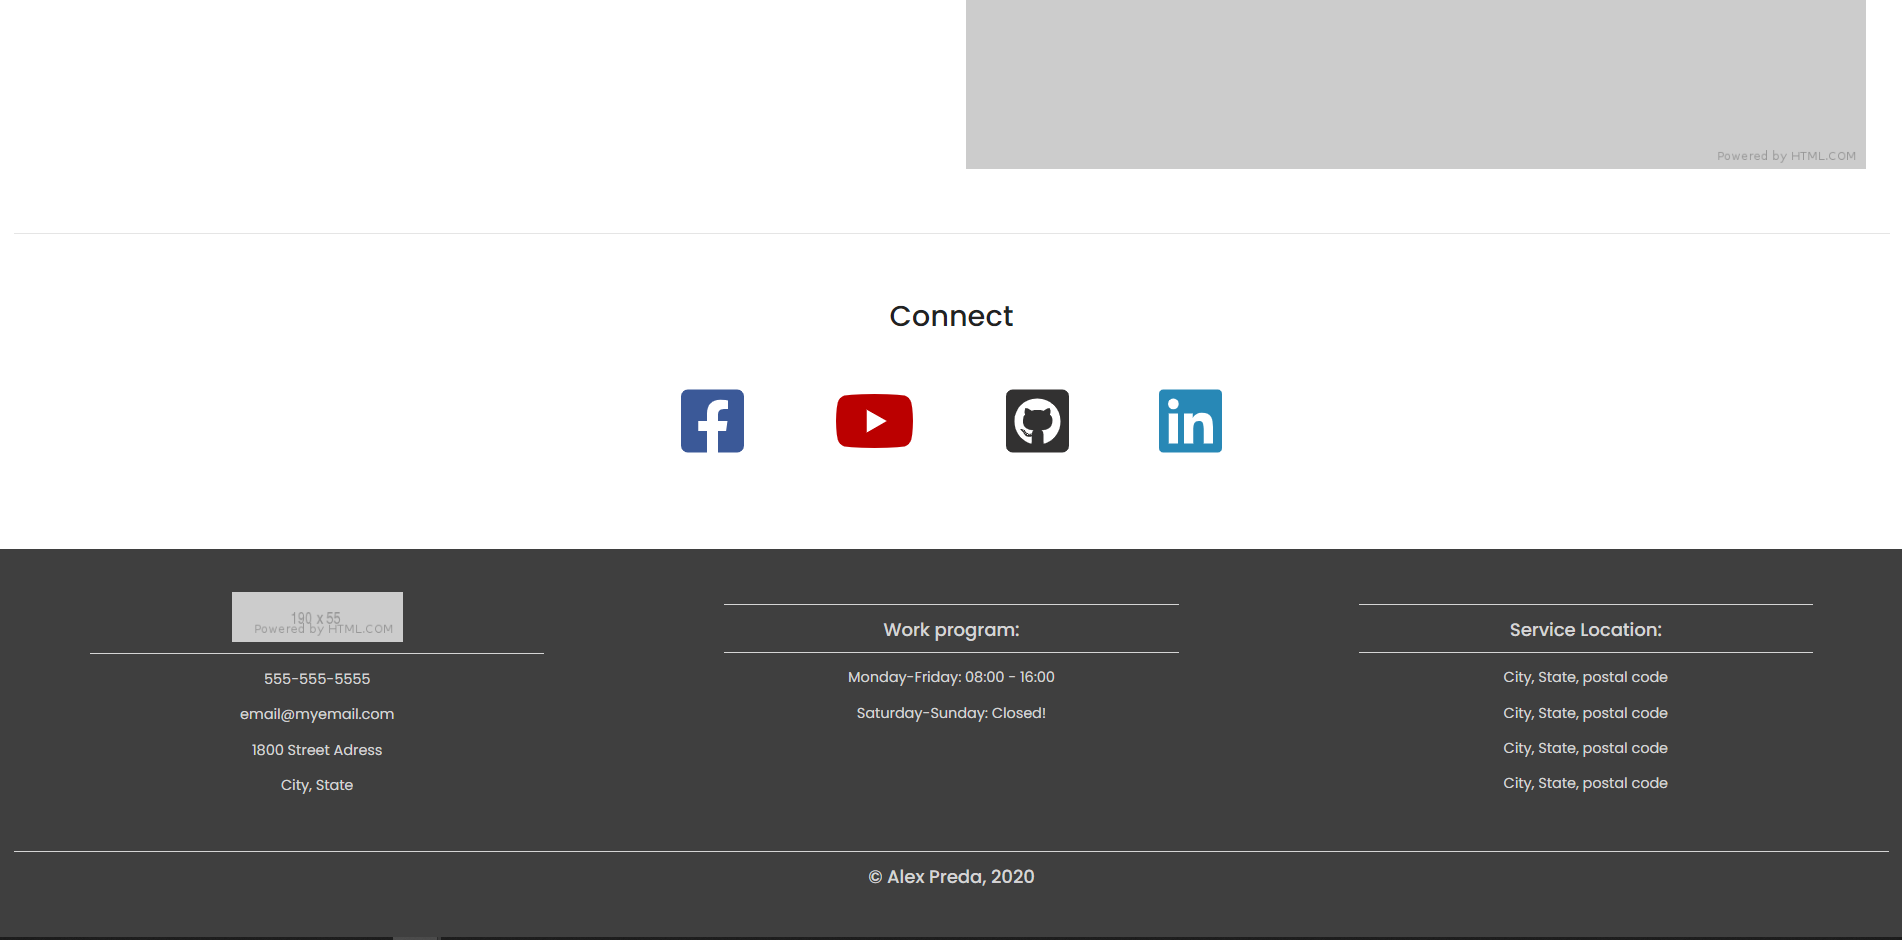 Powered by HTML.COM
Connect
190 x 55
Powered by HTML.COM
555-555-5555
email@myemail.com
1800 Street Adress
City, State
Work program:
Monday-Friday: 08:00 - 16:00
Saturday-Sunday: Closed!
Service Location:
City, State, postal code
City, State, postal code
City, State, postal code
City, State, postal code
© Alex Preda, 2020